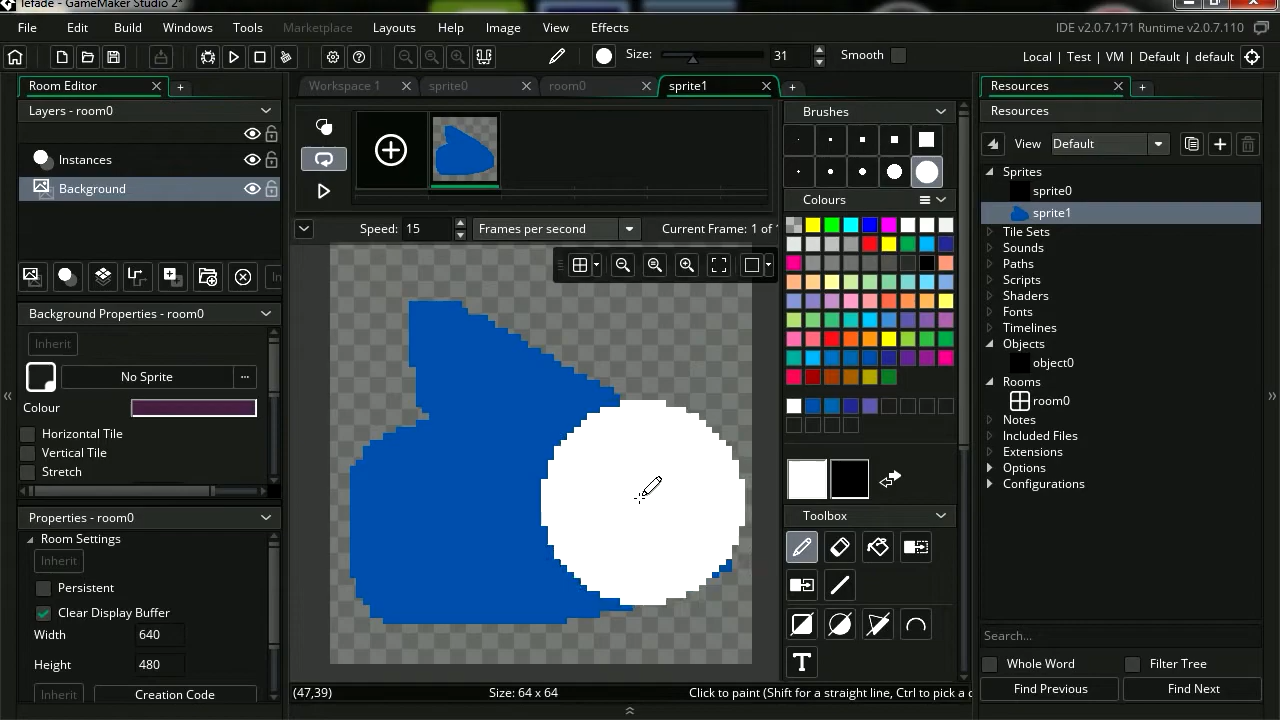 Tefade - GameMaker Studio 2*
File Edit Build Windows Tools Marketplace Layouts Help Image View Effects
IDE v2.0.7.171 Runtime v2.0.7.110
Size: 31 Smooth
Local | Test | VM | Default | default
Room Editor
Workspace 1 sprite0 room0 sprite1
Resources
Layers - room0
Brushes
Resources
View Default
Instances
Background
Sprites
sprite0
sprite1
Colours
Speed: 15 Frames per second Current Frame: 1 of
Tile Sets
Sounds
Paths
Scripts
Shaders
Fonts
Timelines
Objects
object0
Rooms
room0
Notes
Included Files
Extensions
Options
Configurations
In
Background Properties - room0
Inherit
No Sprite ...
Colour
Horizontal Tile
Vertical Tile
Stretch
Properties - room0
Room Settings
Inherit
Persistent
Clear Display Buffer
Width 640
Height 480
Inherit Creation Code
Toolbox
T
(47,39) Size: 64 x 64 Click to paint (Shift for a straight line, Ctrl to pick a c
Search...
Whole Word Filter Tree
Find Previous Find Next